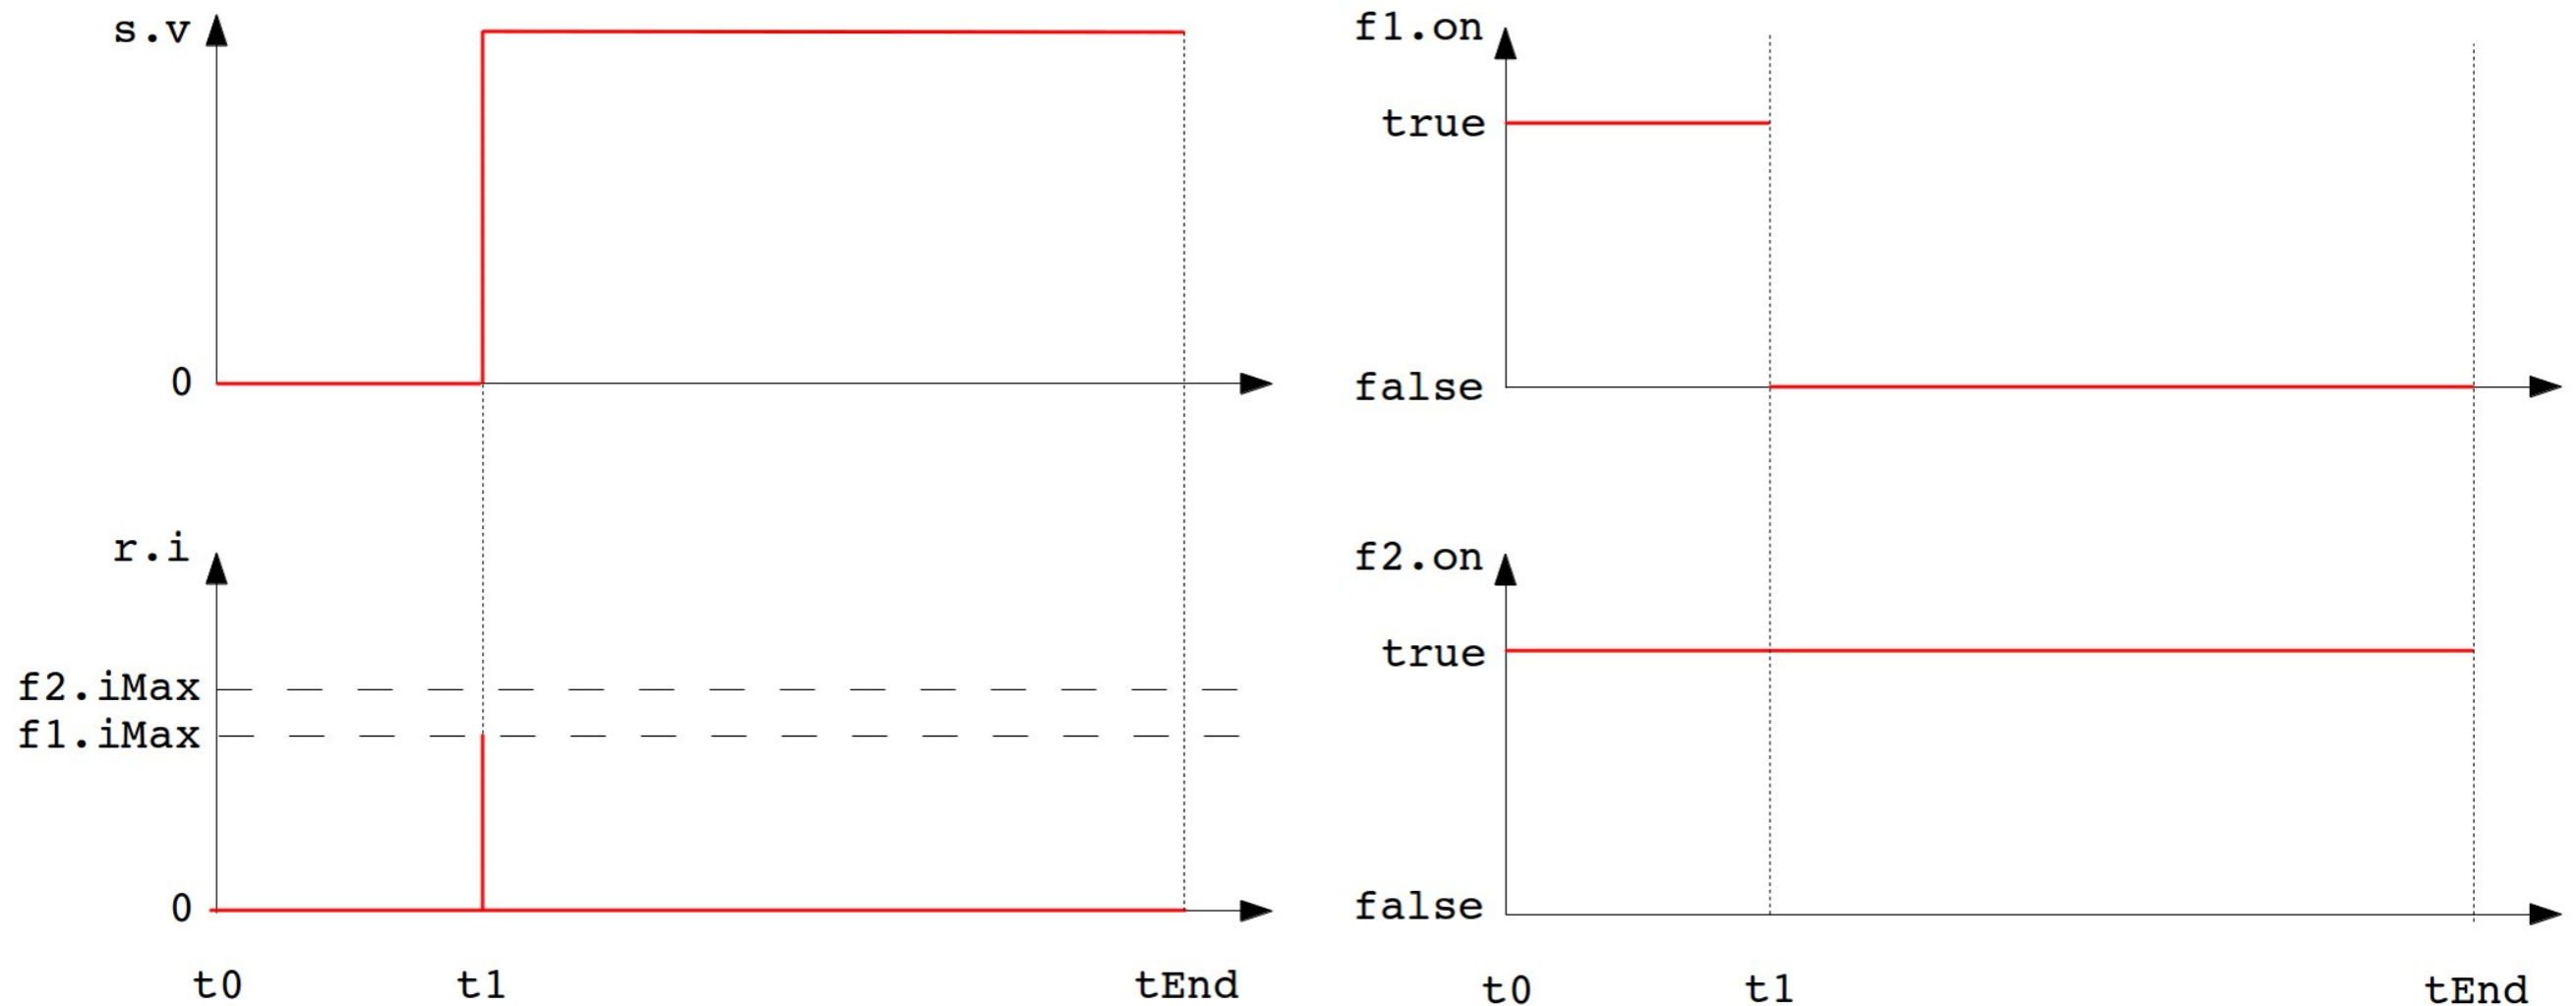 s.v
0
r.i
f2.iMax
f1.iMax
0
t0 t1 tEnd
f1.on
true
false
f2.on
true
false
t0 t1 tEnd